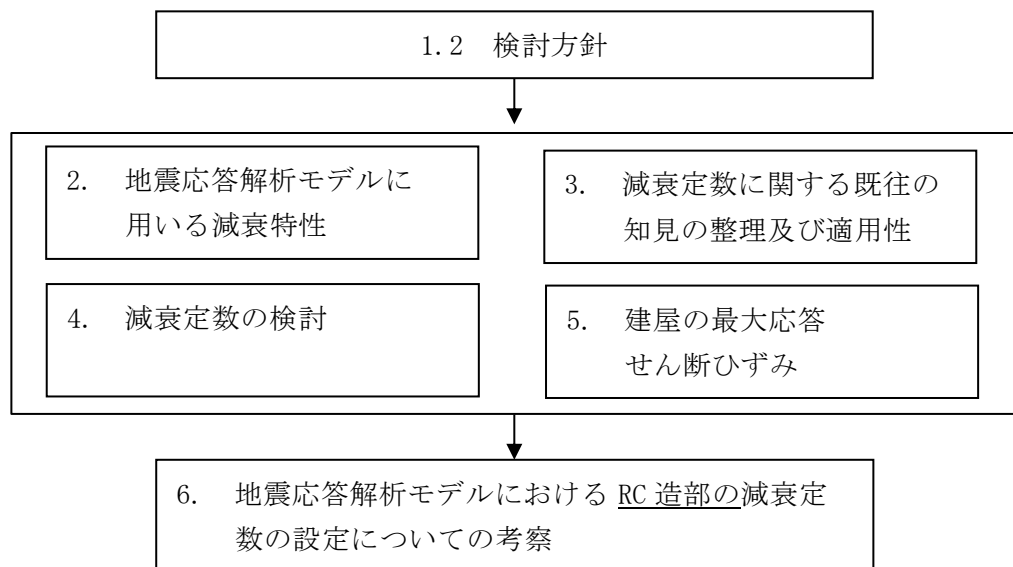 1.2 検討方針
2. 地震応答解析モデルに
用いる減衰特性
3. 減衰定数に関する既往の
知見の整理及び適用性
4. 減衰定数の検討
5. 建屋の最大応答
せん断ひずみ
6. 地震応答解析モデルにおける RC 造部の減衰定
数の設定についての考察